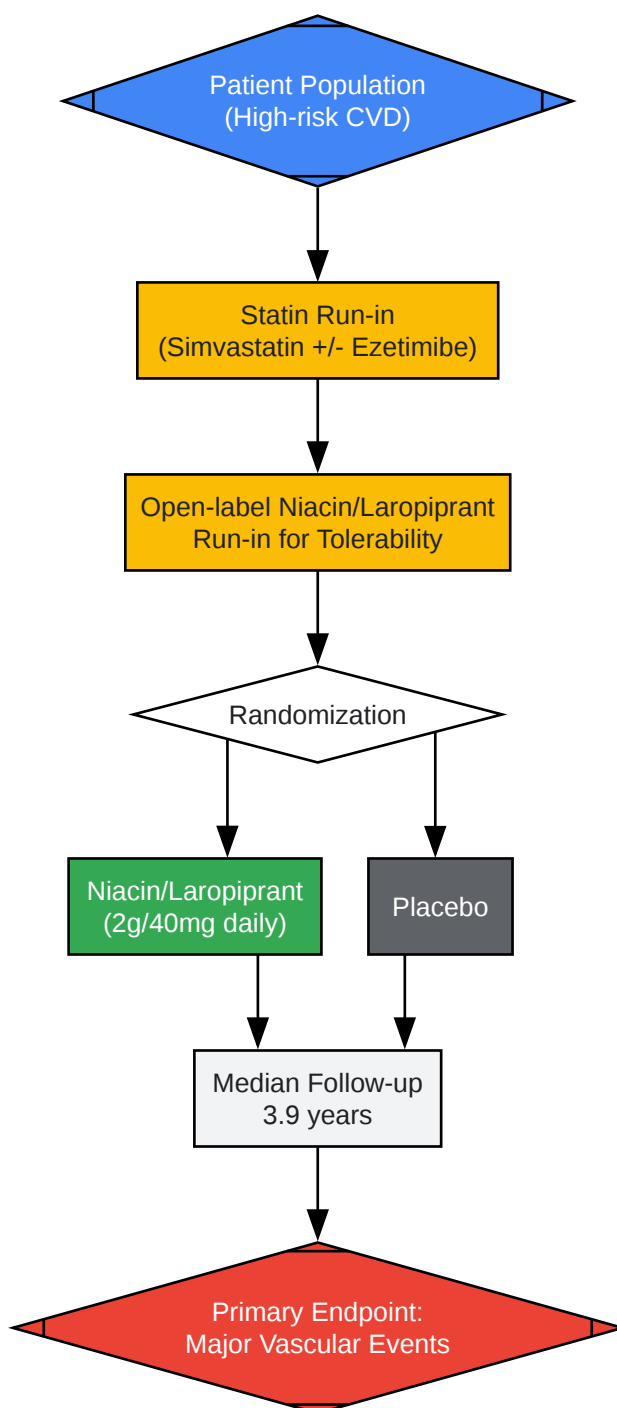 Patient Population
(High-risk CVD)
Statin Run-in
(Simvastatin +/- Ezetimibe)
Open-label Niacin/Laropiprant
Run-in for Tolerability
Randomization
Niacin/Laropiprant
(2g/40mg daily)
Placebo
Median Follow-up
3.9 years
Primary Endpoint:
Major Vascular Events